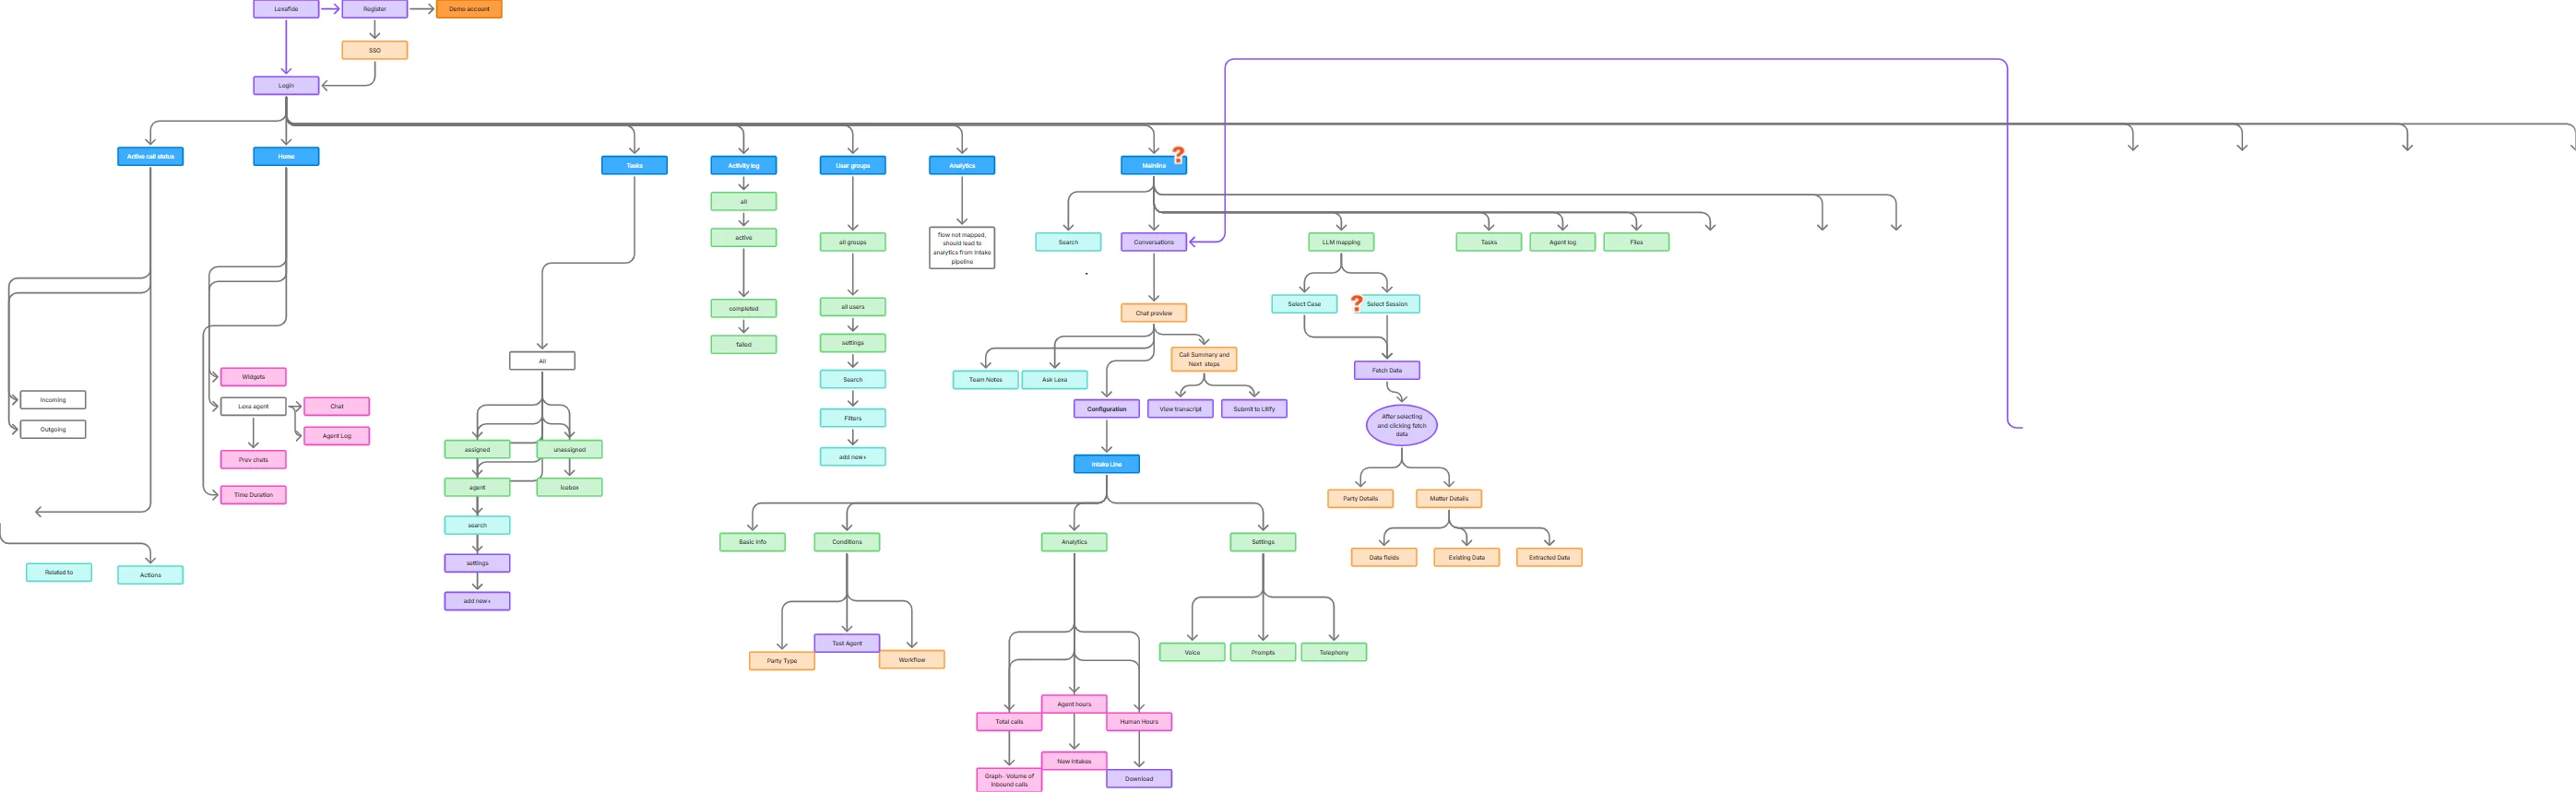 Lexafide
Register
Demo account
SSO
Login
Active call status
Home
Tasks
Activity log
User groups
Analytics
Mainline
?
all
active
completed
failed
all groups
all users
settings
Search
Filters
add new+
flow not mapped,
should lead to
analytics from intake
pipeline
Search
Conversations
LLM mapping
Tasks
Agent log
Files
Select Case
?
Select Session
Chat preview
Call Summary and
Next steps
Team Notes
Ask Lexa
Configuration
View transcript
Submit to Litify
Fetch Data
After selecting
and clicking fetch
data
Party Details
Matter Details
Data fields
Existing Data
Extracted Data
Incoming
Outgoing
Related to
Actions
Widgets
Lexa agent
Chat
Agent Log
Prev chats
Time Duration
All
assigned
unassigned
agent
icebox
search
settings
add new+
Intake Line
Basic info
Conditions
Analytics
Settings
Party Type
Test Agent
Workflow
Voice
Prompts
Telephony
Agent hours
Total calls
Human Hours
New Intakes
Graph- Volume of
inbound calls
Download